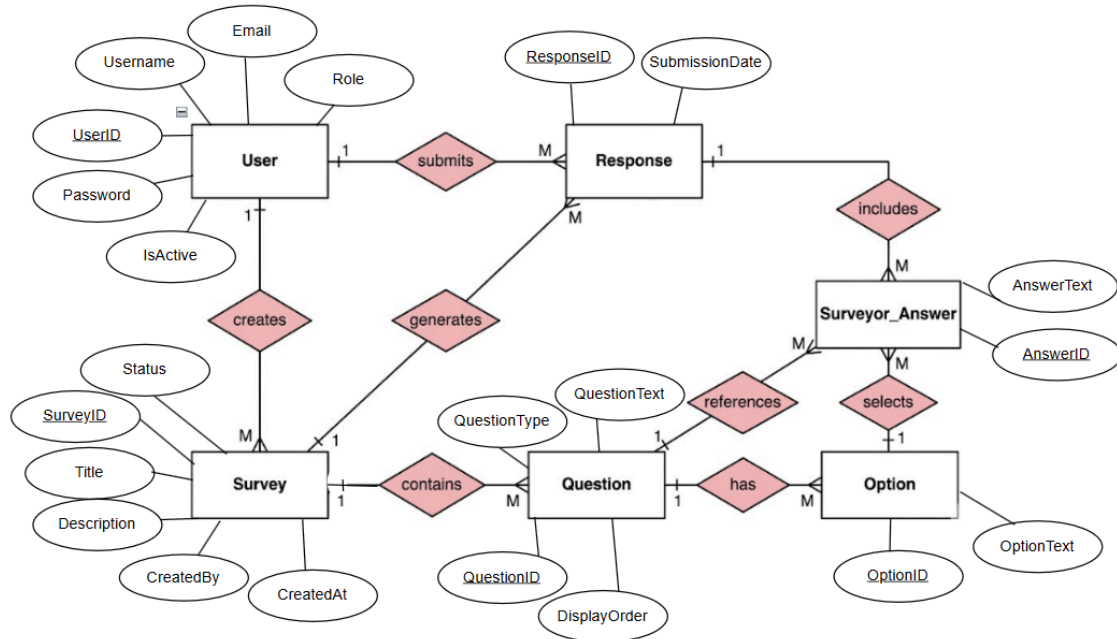 Email
Username
Role
ResponseID
SubmissionDate
UserID
User
1
submits
M
Response
1
Password
1
M
includes
IsActive
M
AnswerText
creates
generates
Surveyor_Answer
AnswerID
M
M
Status
QuestionText
references
selects
SurveyID
QuestionType
M
1
1
1
Title
Survey
1
contains
M
Question
1
has
M
Option
Description
OptionText
CreatedBy
CreatedAt
QuestionID
OptionID
DisplayOrder